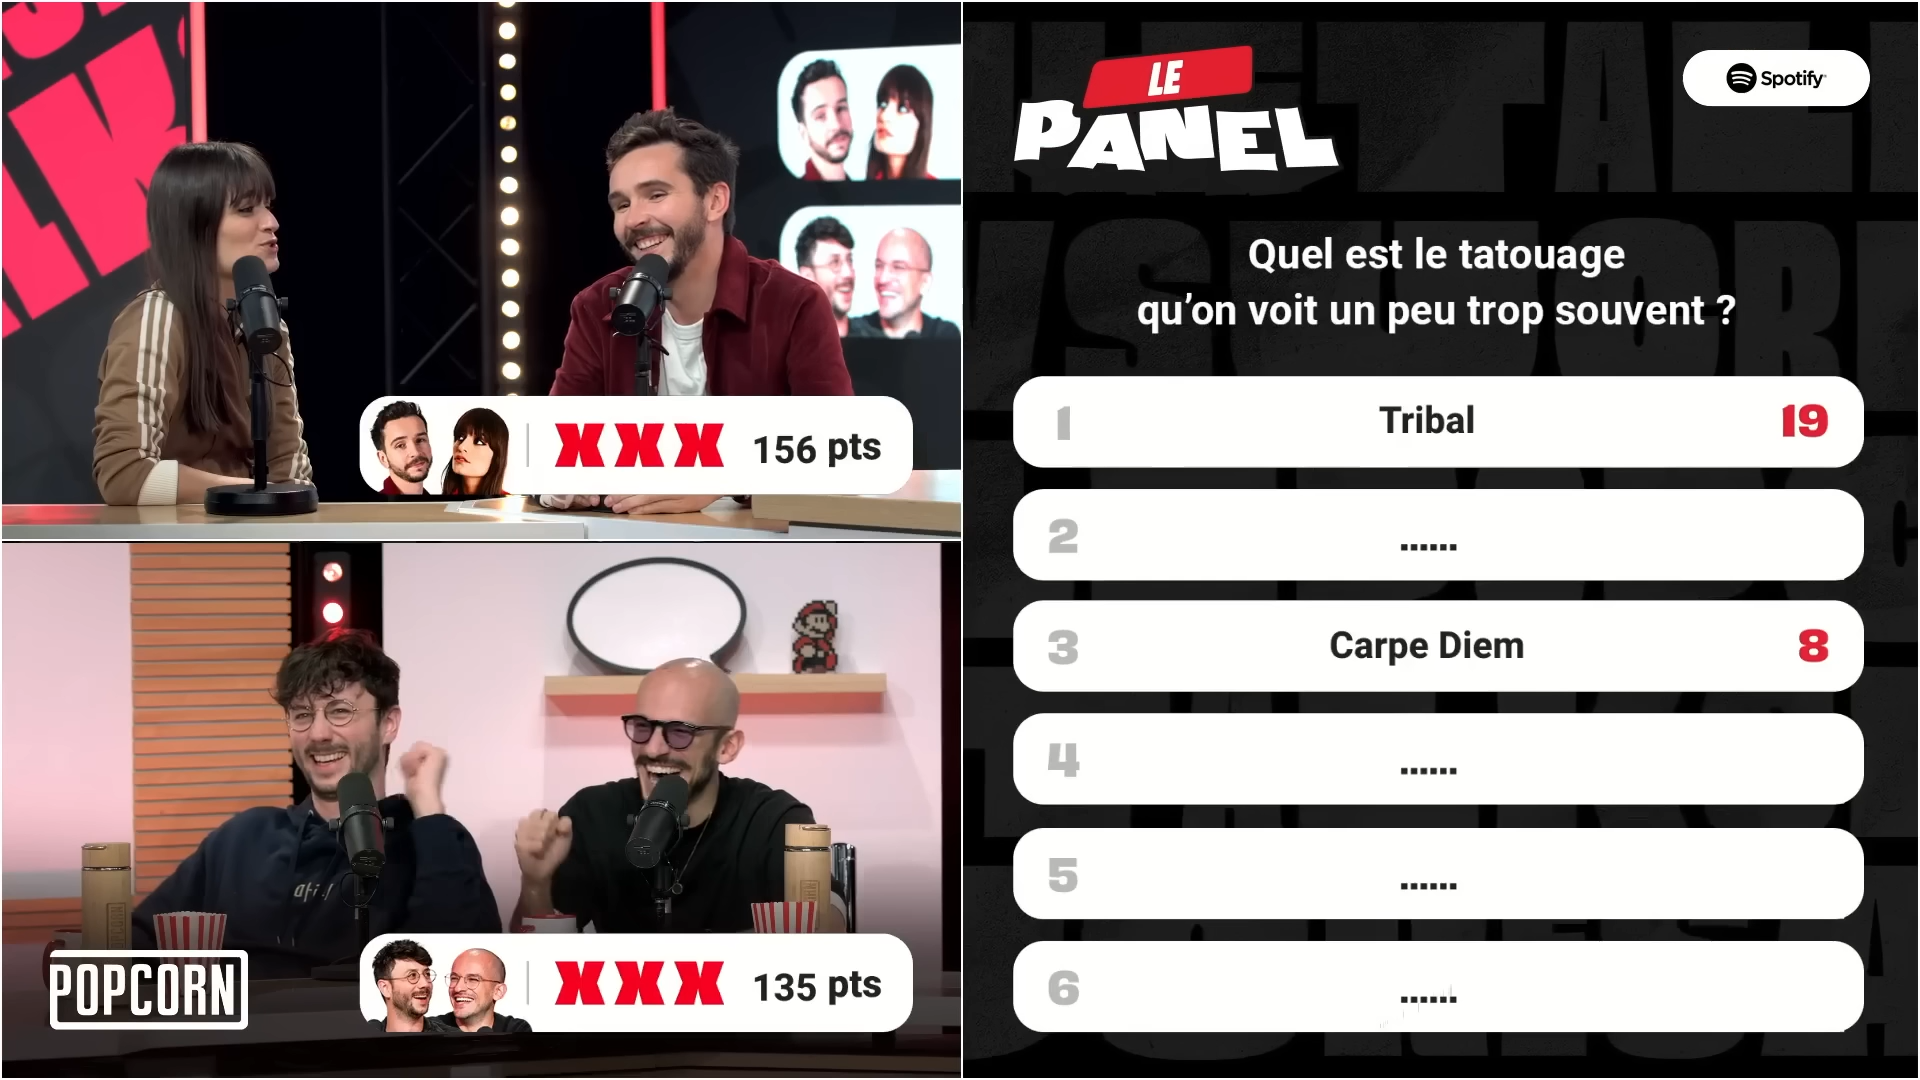 XXX 156 pts
POPCORN
XXX 135 pts
LE
PANEL
Spotify
Quel est le tatouage
qu’on voit un peu trop souvent ?
1 Tribal 19
2 ......
3 Carpe Diem 8
4 ......
5 ......
6 ......